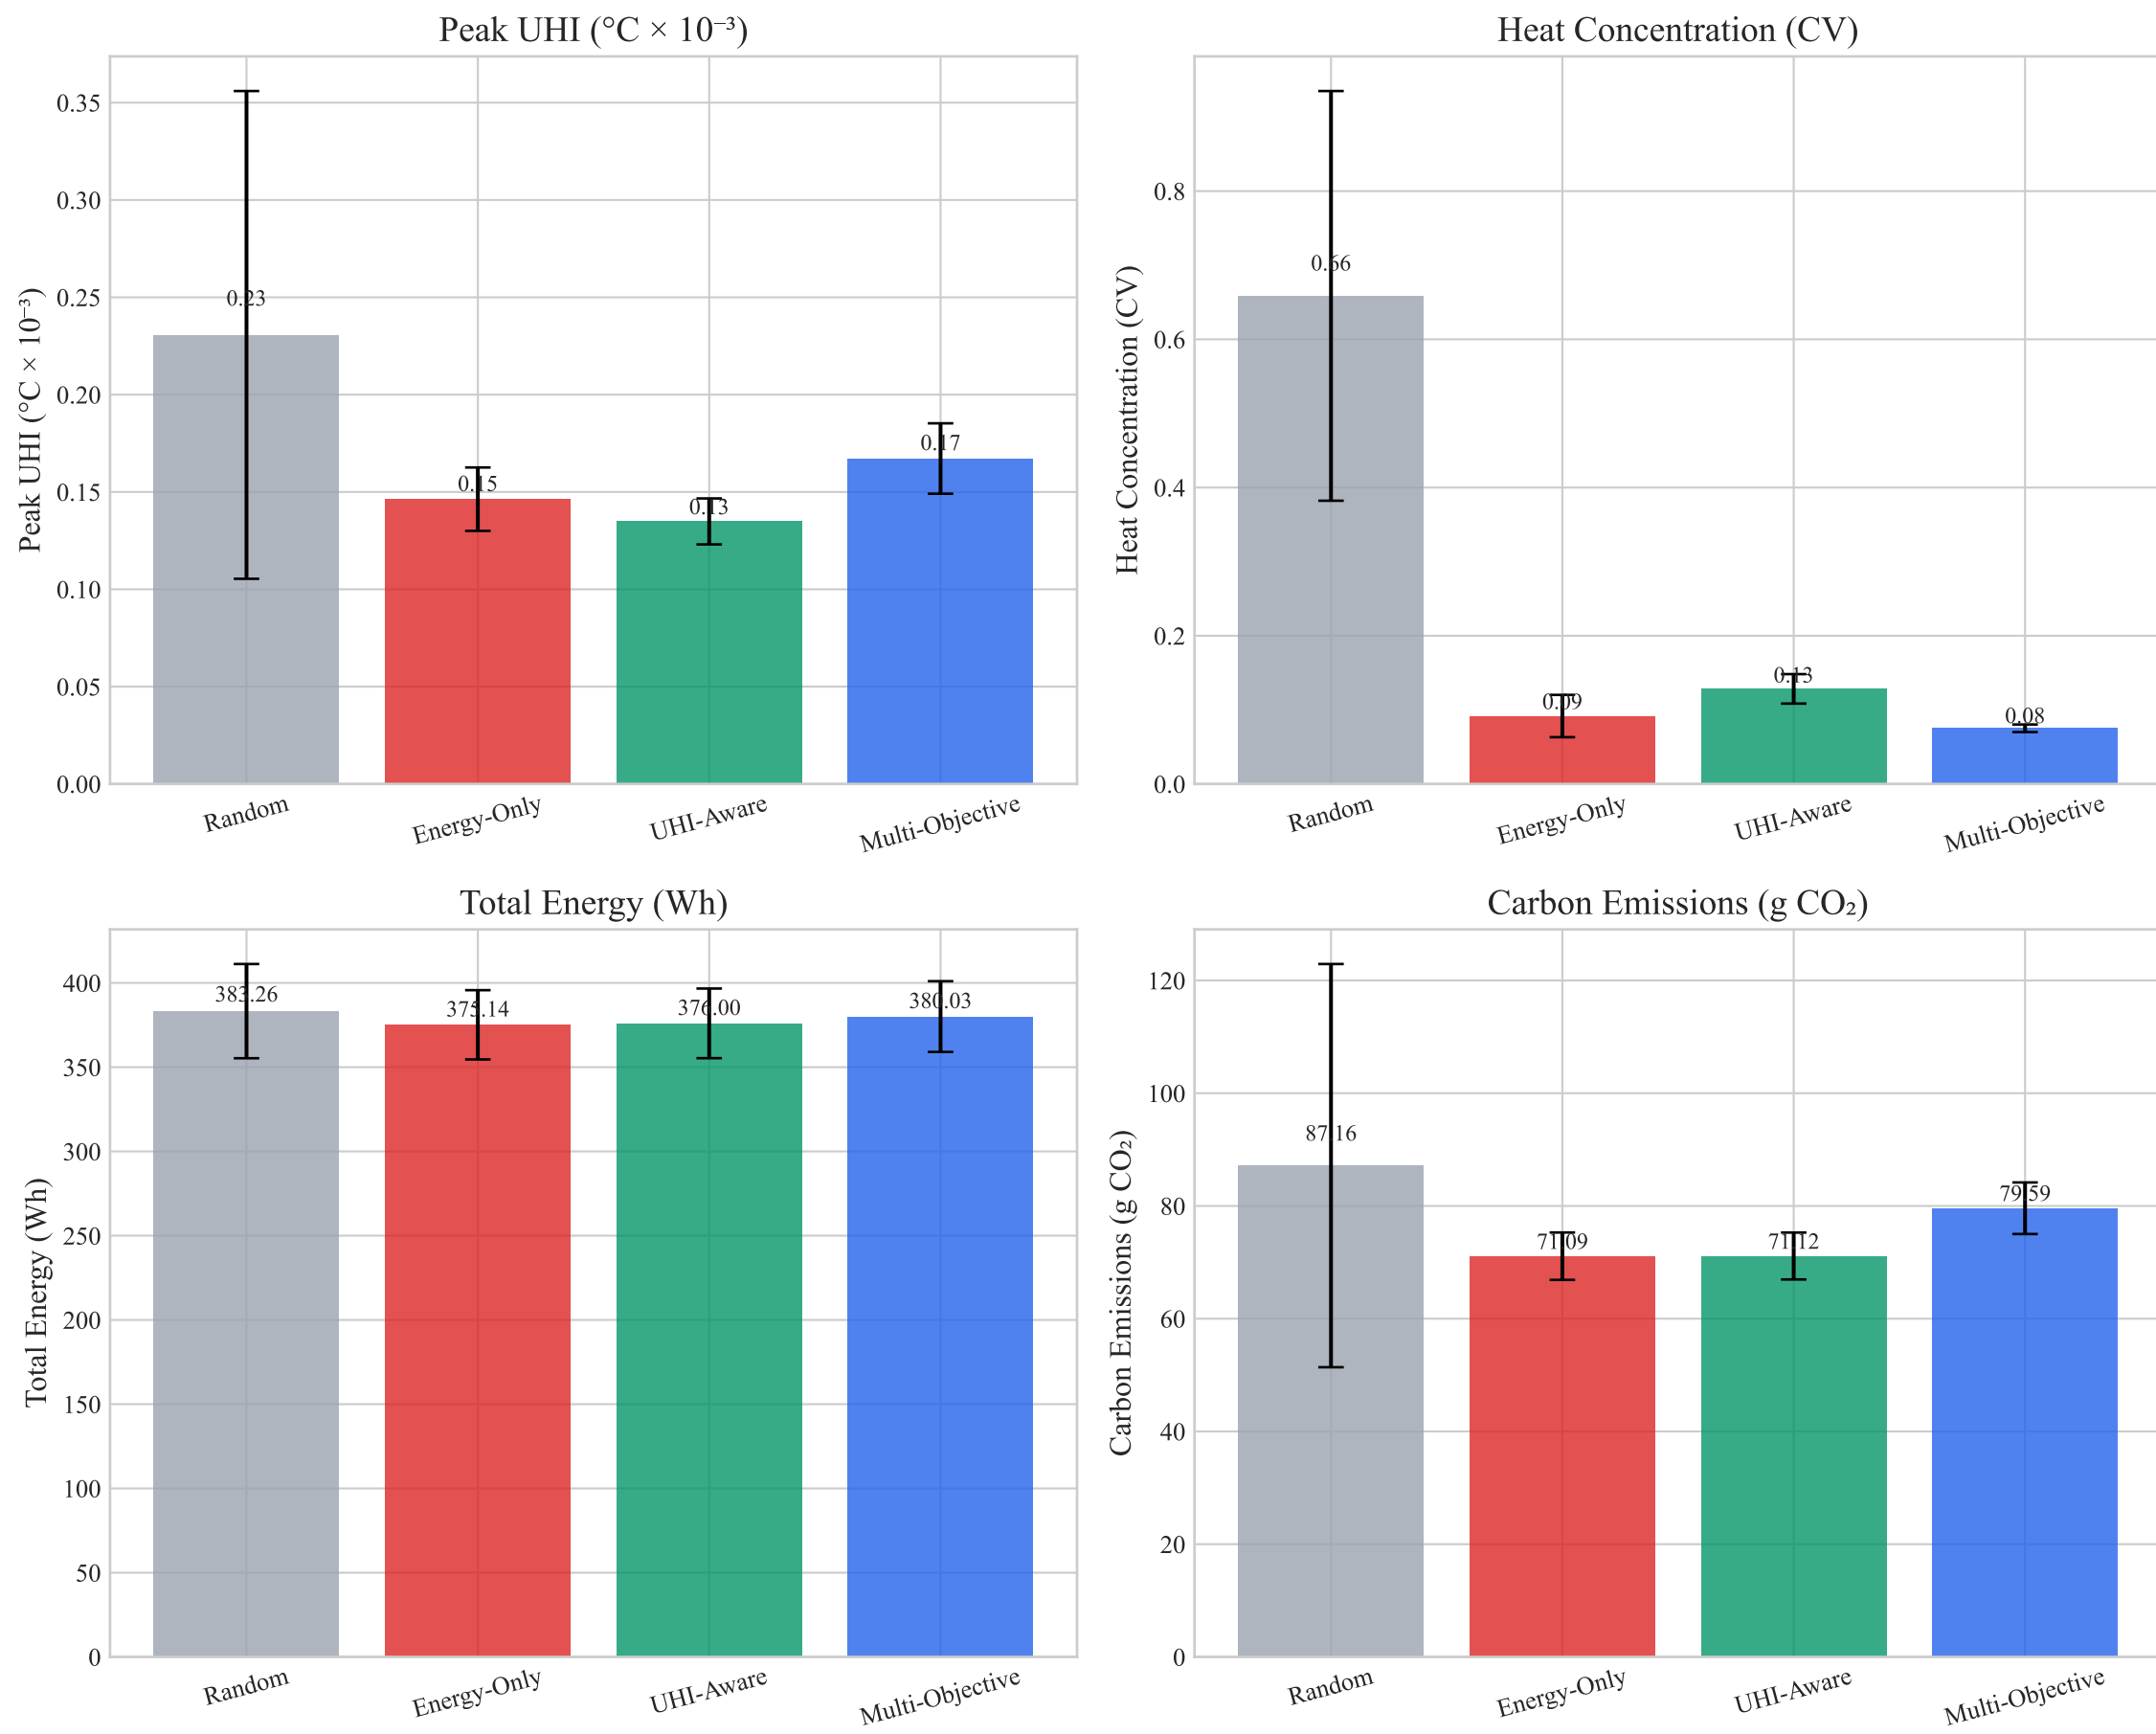 Peak UHI (°C × 10⁻³)
Peak UHI (°C × 10⁻³)
0.35
0.30
0.25
0.20
0.15
0.10
0.05
0.00
0.23
0.15
0.13
0.17
Random
Energy-Only
UHI-Aware
Multi-Objective
Heat Concentration (CV)
Heat Concentration (CV)
0.8
0.6
0.4
0.2
0.0
0.66
0.09
0.13
0.08
Random
Energy-Only
UHI-Aware
Multi-Objective
Total Energy (Wh)
Total Energy (Wh)
400
350
300
250
200
150
100
50
0
383.26
375.14
376.00
380.03
Random
Energy-Only
UHI-Aware
Multi-Objective
Carbon Emissions (g CO₂)
Carbon Emissions (g CO₂)
120
100
80
60
40
20
0
87.16
71.09
71.12
79.59
Random
Energy-Only
UHI-Aware
Multi-Objective